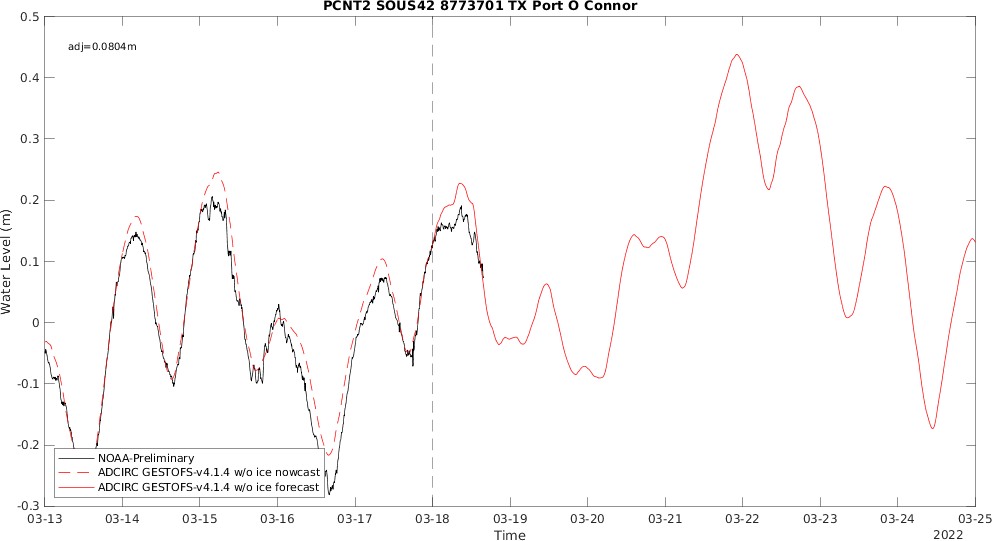 PCNT2 SOUS42 8773701 TX Port O Connor
0.5
adj=0.0804m
0.4
0.3
0.2
0.1
0
-0.1
-0.2
-0.3
Water Level (m)
NOAA-Preliminary
ADCIRC GESTOFS-v4.1.4 w/o ice nowcast
ADCIRC GESTOFS-v4.1.4 w/o ice forecast
03-13 03-14 03-15 03-16 03-17 03-18 03-19 03-20 03-21 03-22 03-23 03-24 03-25
Time
2022